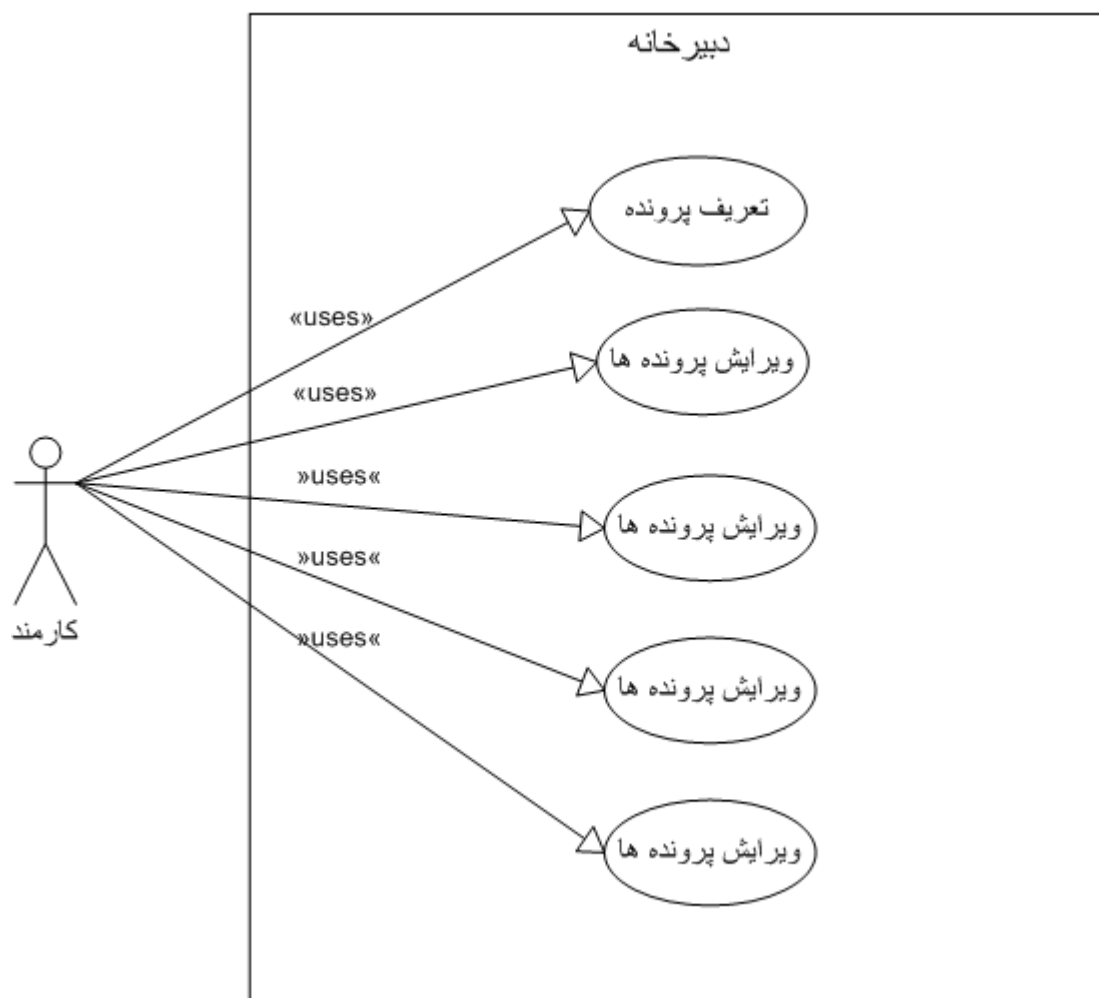 دبیرخانه
تعریف پرونده
«uses»
ویرایش پرونده ها
«uses»
ویرایش پرونده ها
»uses«
ویرایش پرونده ها
»uses«
ویرایش پرونده ها
»uses«
کارمند